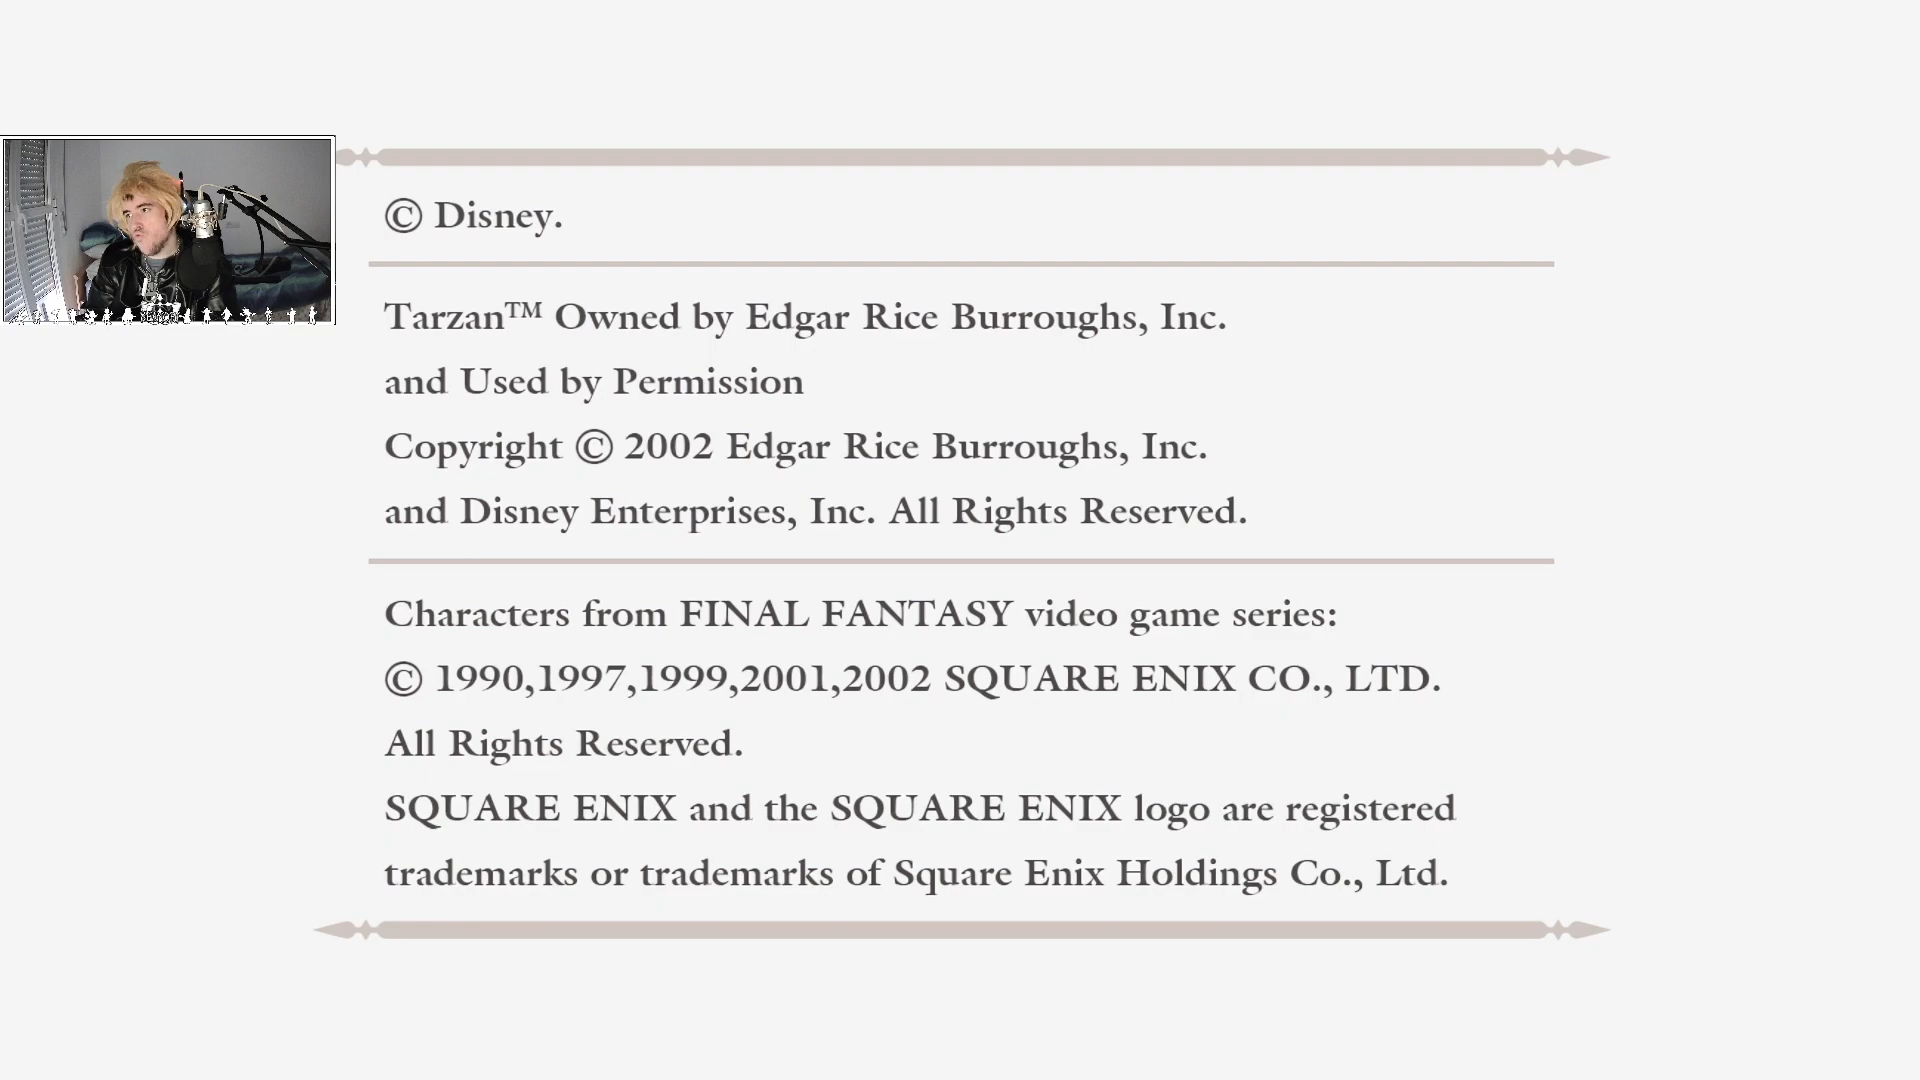 © Disney.
Tarzan™ Owned by Edgar Rice Burroughs, Inc.
and Used by Permission
Copyright © 2002 Edgar Rice Burroughs, Inc.
and Disney Enterprises, Inc. All Rights Reserved.
Characters from FINAL FANTASY video game series:
© 1990,1997,1999,2001,2002 SQUARE ENIX CO., LTD.
All Rights Reserved.
SQUARE ENIX and the SQUARE ENIX logo are registered
trademarks or trademarks of Square Enix Holdings Co., Ltd.